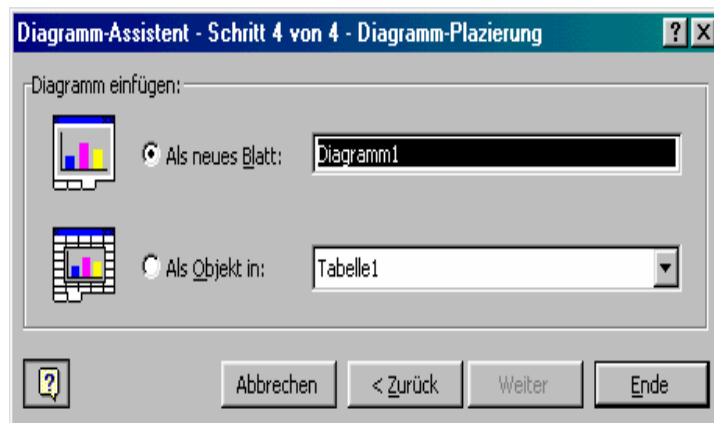 Diagramm-Assistent - Schritt 4 von 4 - Diagramm-Plazierung
Diagramm einfügen:
Als neues Blatt: Diagramm1
Als Objekt in: Tabelle1
Abbrechen < Zurück Weiter Ende